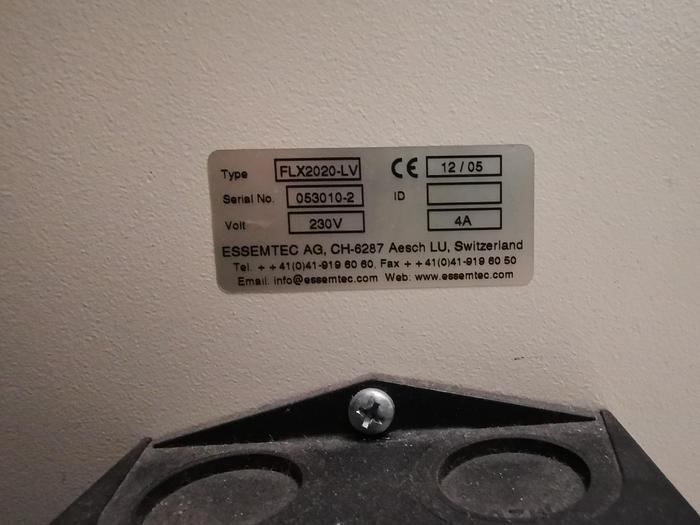 Type FLX2020-LV CE 12 / 05
Serial No. 053010-2 ID
Volt 230V 4A
ESSEMTEC AG, CH-6287 Aesch LU, Switzerland
Tel. + + 41(0)41-919 60 60, Fax + + 41(0)41-919 60 50
Email: info@essemtec.com Web: www.essemtec.com